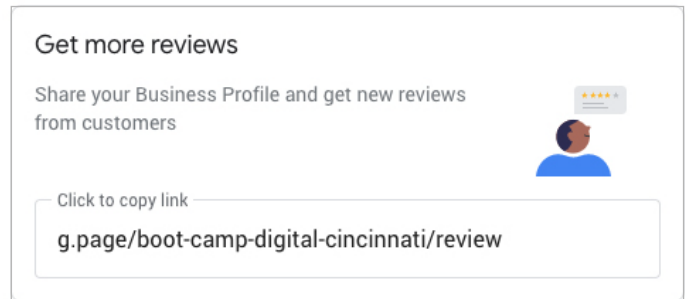 Get more reviews
Share your Business Profile and get new reviews
from customers
Click to copy link
g.page/boot-camp-digital-cincinnati/review